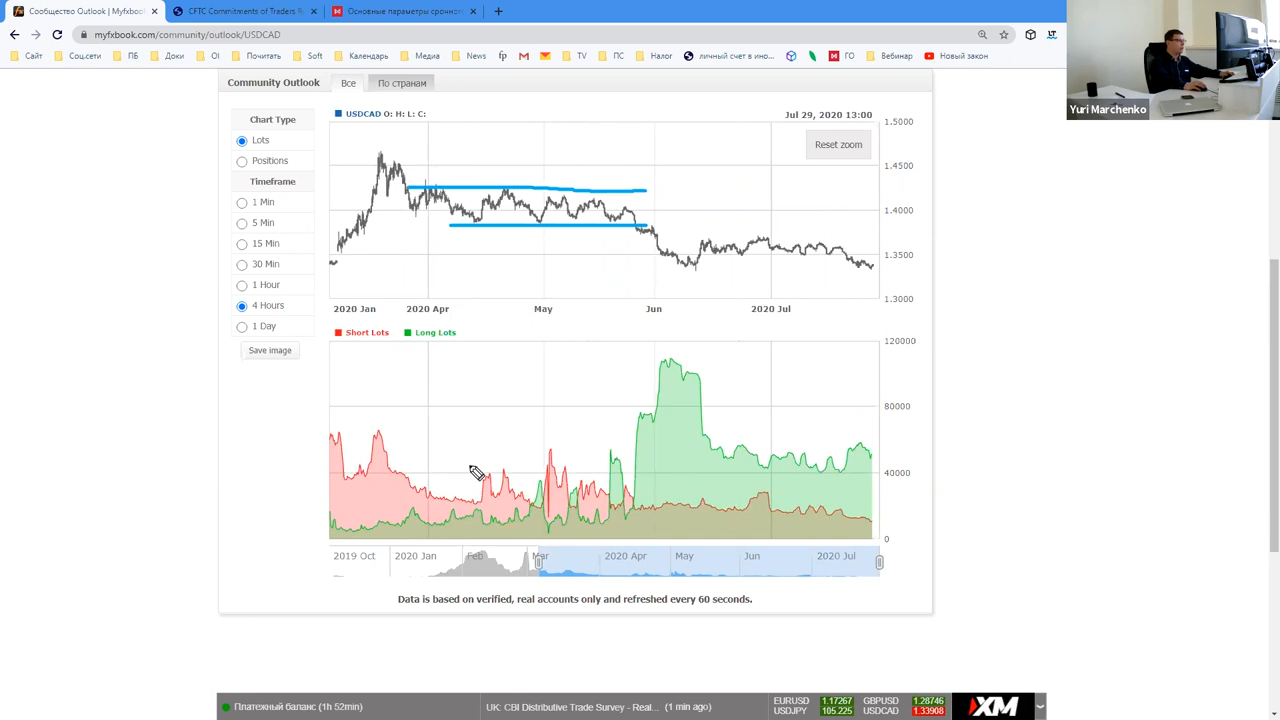 Сообщество Outlook | Myfxboo
CFTC Commitments of Traders R
Основные параметры срочног
myfxbook.com/community/outlook/USDCAD
Сайт
Соц.сети
ПБ
Доки
OI
Почитать
Soft
Календарь
Медиа
News
fp
TV
ПС
Налог
личный счет в ино...
ГО
Вебинар
Новый закон
LT
Yuri Marchenko
Community Outlook
Все
По странам
Chart Type
Lots
Positions
Timeframe
1 Min
5 Min
15 Min
30 Min
1 Hour
4 Hours
1 Day
Save image
USDCAD O: H: L: C:
Jul 29, 2020 13:00
Reset zoom
1.5000
1.4500
1.4000
1.3500
1.3000
2020 Jan
2020 Apr
May
Jun
2020 Jul
Short Lots
Long Lots
120000
80000
40000
0
2019 Oct
2020 Jan
Feb
Mar
2020 Apr
May
Jun
2020 Jul
Data is based on verified, real accounts only and refreshed every 60 seconds.
Платежный баланс (1h 52min)
UK: CBI Distributive Trade Survey - Real... (1 min ago)
EURUSD 1.17267 GBPUSD 1.28746
USDJPY 105.225 USDCAD 1.33908
XM